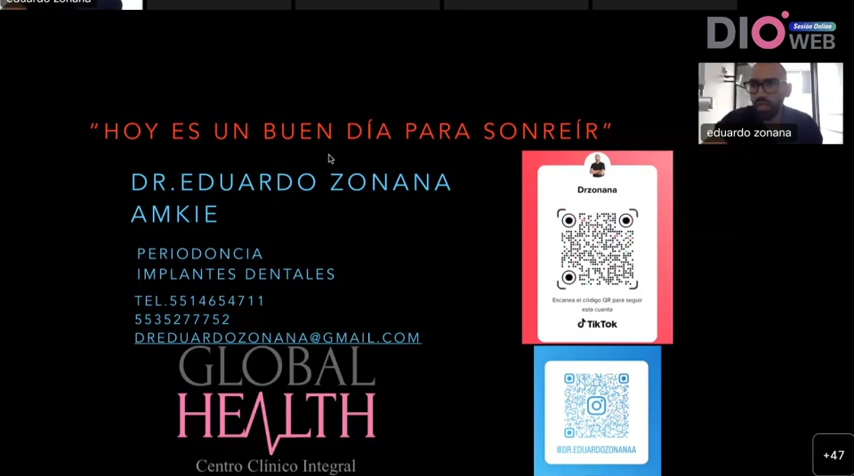 eduardo zonana
DIO WEB
Sesión Online
eduardo zonana
“HOY ES UN BUEN DÍA PARA SONREÍR”
DR.EDUARDO ZONANA
AMKIE
PERIODONCIA
IMPLANTES DENTALES
TEL.5514654711
5535277752
DREDUARDOZONANA@GMAIL.COM
GLOBAL
HEALTH
Centro Clínico Integral
Drzonana
Escanea el código QR para seguir
esta cuenta
TikTok
@DR.EDUARDOZONANAA
+47